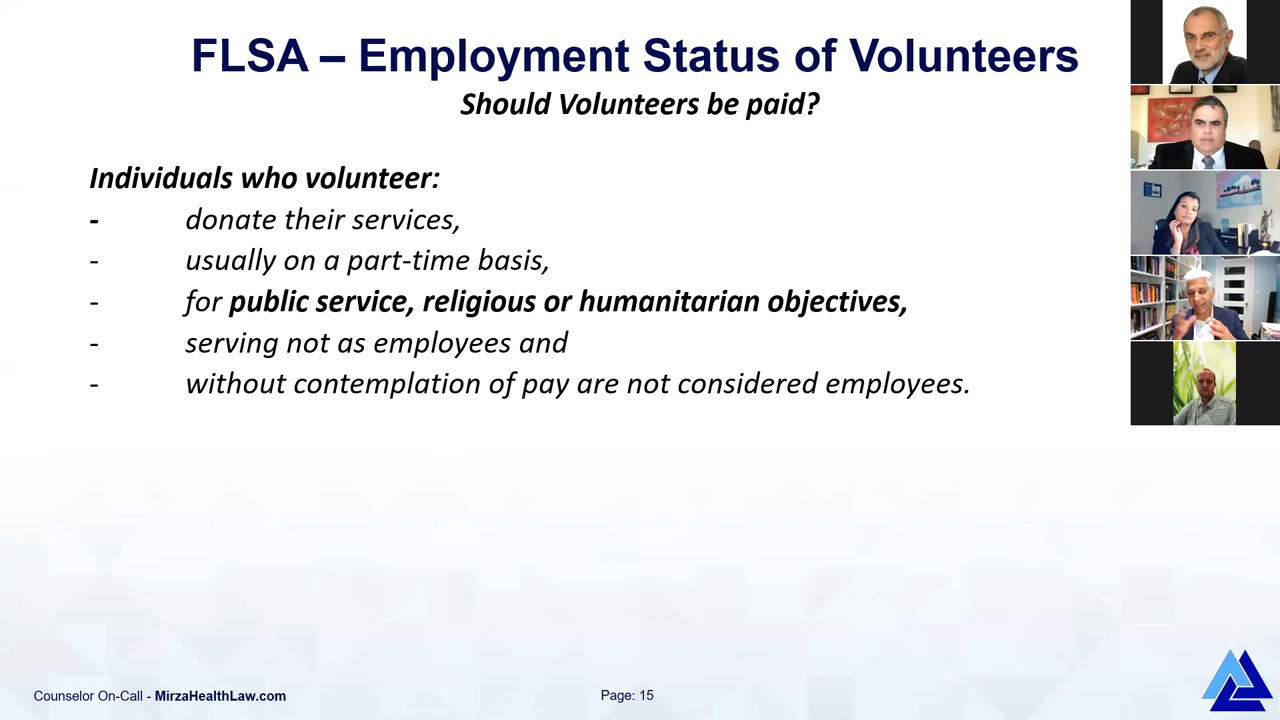 FLSA – Employment Status of Volunteers
Should Volunteers be paid?
Individuals who volunteer:
- donate their services,
- usually on a part-time basis,
- for public service, religious or humanitarian objectives,
- serving not as employees and
- without contemplation of pay are not considered employees.
Counselor On-Call - MirzaHealthLaw.com
Page: 15